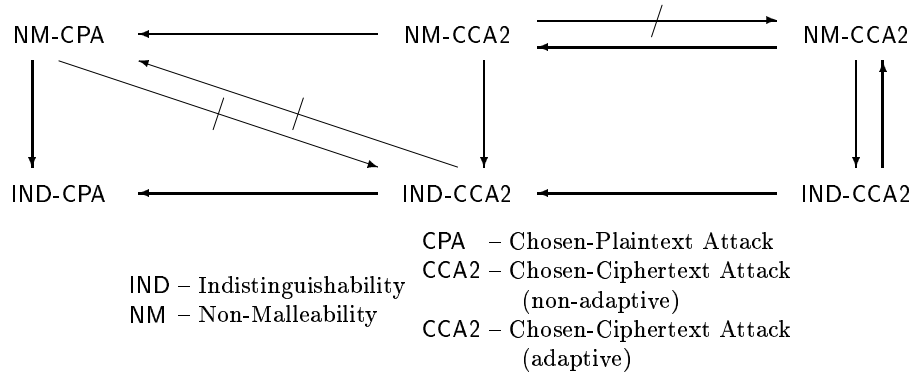 NM-CPA NM-CCA2 NM-CCA2
IND-CPA IND-CCA2 IND-CCA2
IND – Indistinguishability
NM – Non-Malleability
CPA – Chosen-Plaintext Attack
CCA2 – Chosen-Ciphertext Attack
(non-adaptive)
CCA2 – Chosen-Ciphertext Attack
(adaptive)